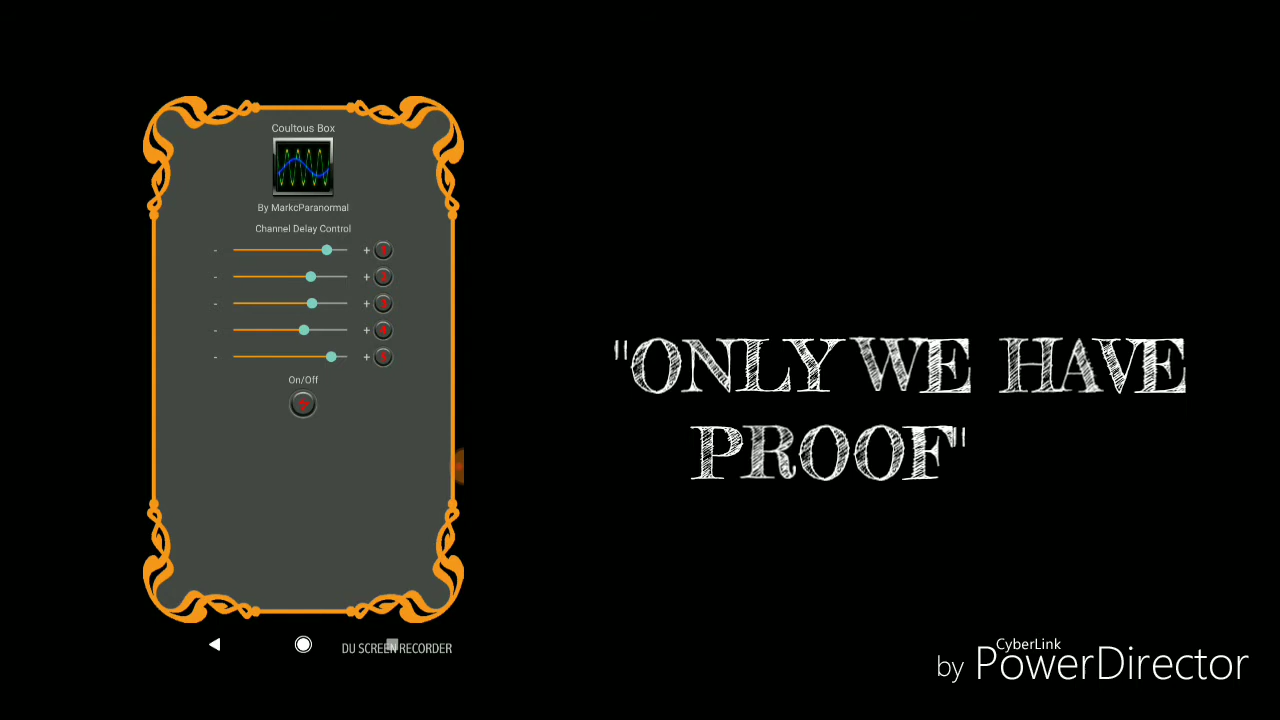 Coultous Box
By MarkcParanormal
Channel Delay Control
- +
- +
- +
- +
- +
On/Off
"ONLY WE HAVE
PROOF"
DU SCREEN RECORDER
CyberLink
by PowerDirector